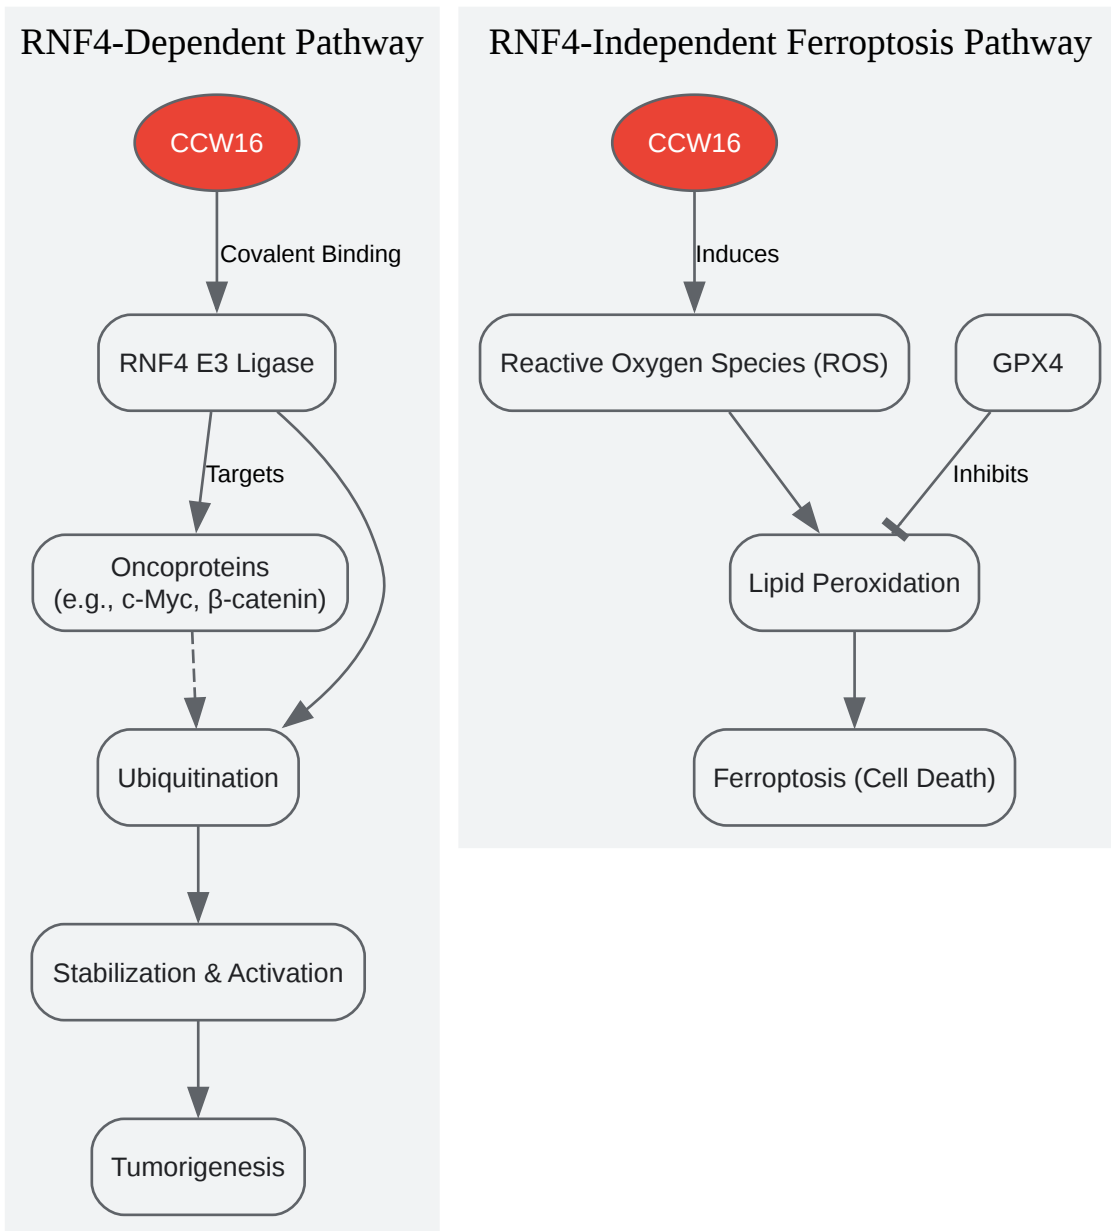 RNF4-Dependent Pathway
CCW16
Covalent Binding
RNF4 E3 Ligase
Targets
Oncoproteins
(e.g., c-Myc, β-catenin)
Ubiquitination
Stabilization & Activation
Tumorigenesis
RNF4-Independent Ferroptosis Pathway
CCW16
Induces
Reactive Oxygen Species (ROS)
GPX4
Inhibits
Lipid Peroxidation
Ferroptosis (Cell Death)